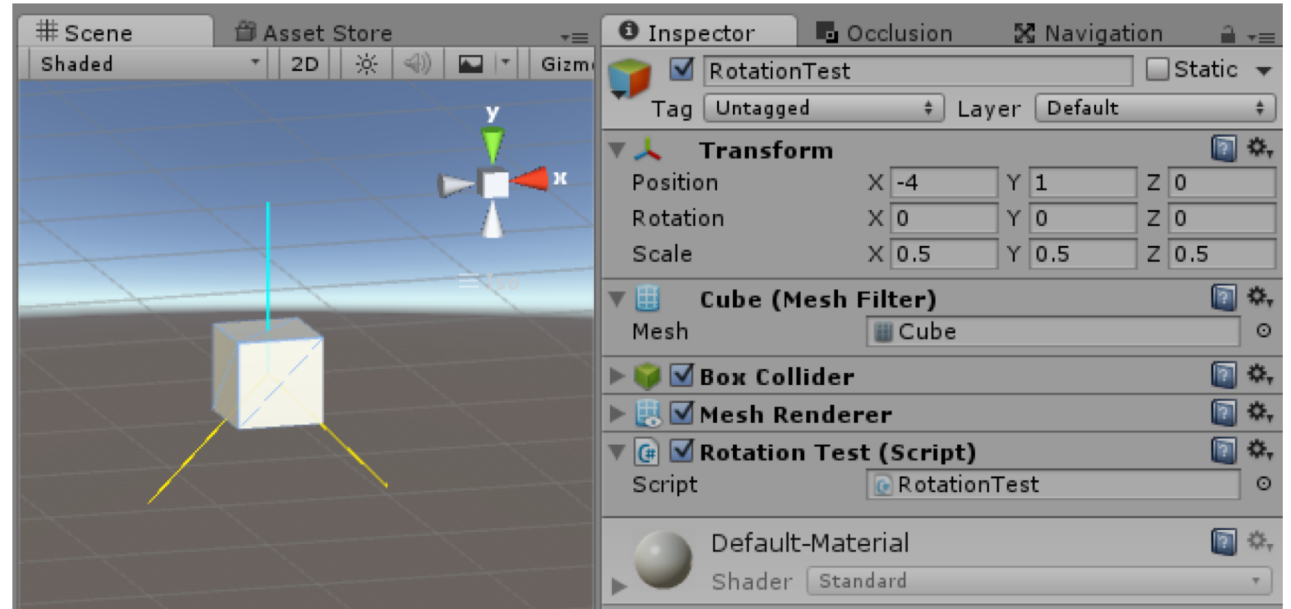 Scene Asset Store
Shaded 2D Gizm
y
x
Iso
Inspector Occlusion Navigation
RotationTest Static
Tag Untagged Layer Default
Transform
Position X -4 Y 1 Z 0
Rotation X 0 Y 0 Z 0
Scale X 0.5 Y 0.5 Z 0.5
Cube (Mesh Filter)
Mesh Cube
Box Collider
Mesh Renderer
Rotation Test (Script)
Script RotationTest
Default-Material
Shader Standard